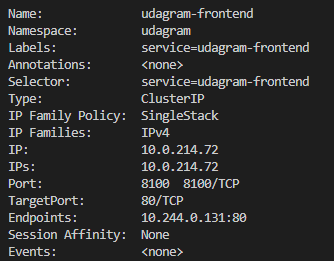 Name: udagram-frontend
Namespace: udagram
Labels: service=udagram-frontend
Annotations: <none>
Selector: service=udagram-frontend
Type: ClusterIP
IP Family Policy: SingleStack
IP Families: IPv4
IP: 10.0.214.72
IPs: 10.0.214.72
Port: 8100 8100/TCP
TargetPort: 80/TCP
Endpoints: 10.244.0.131:80
Session Affinity: None
Events: <none>